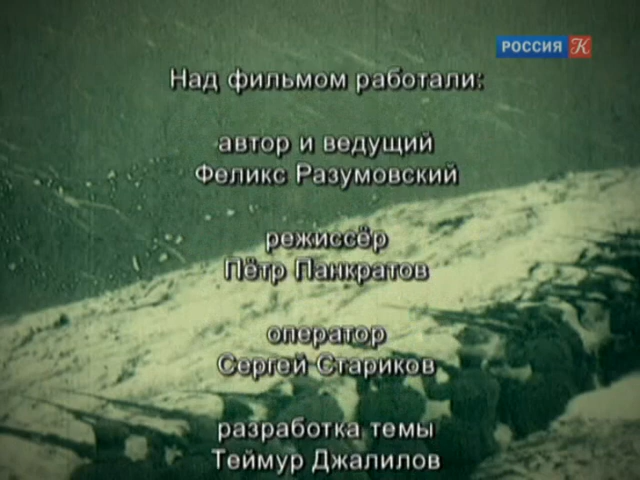 РОССИЯ К
Над фильмом работали:
автор и ведущий
Феликс Разумовский
режиссёр
Пётр Панкратов
оператор
Сергей Стариков
разработка темы
Теймур Джалилов